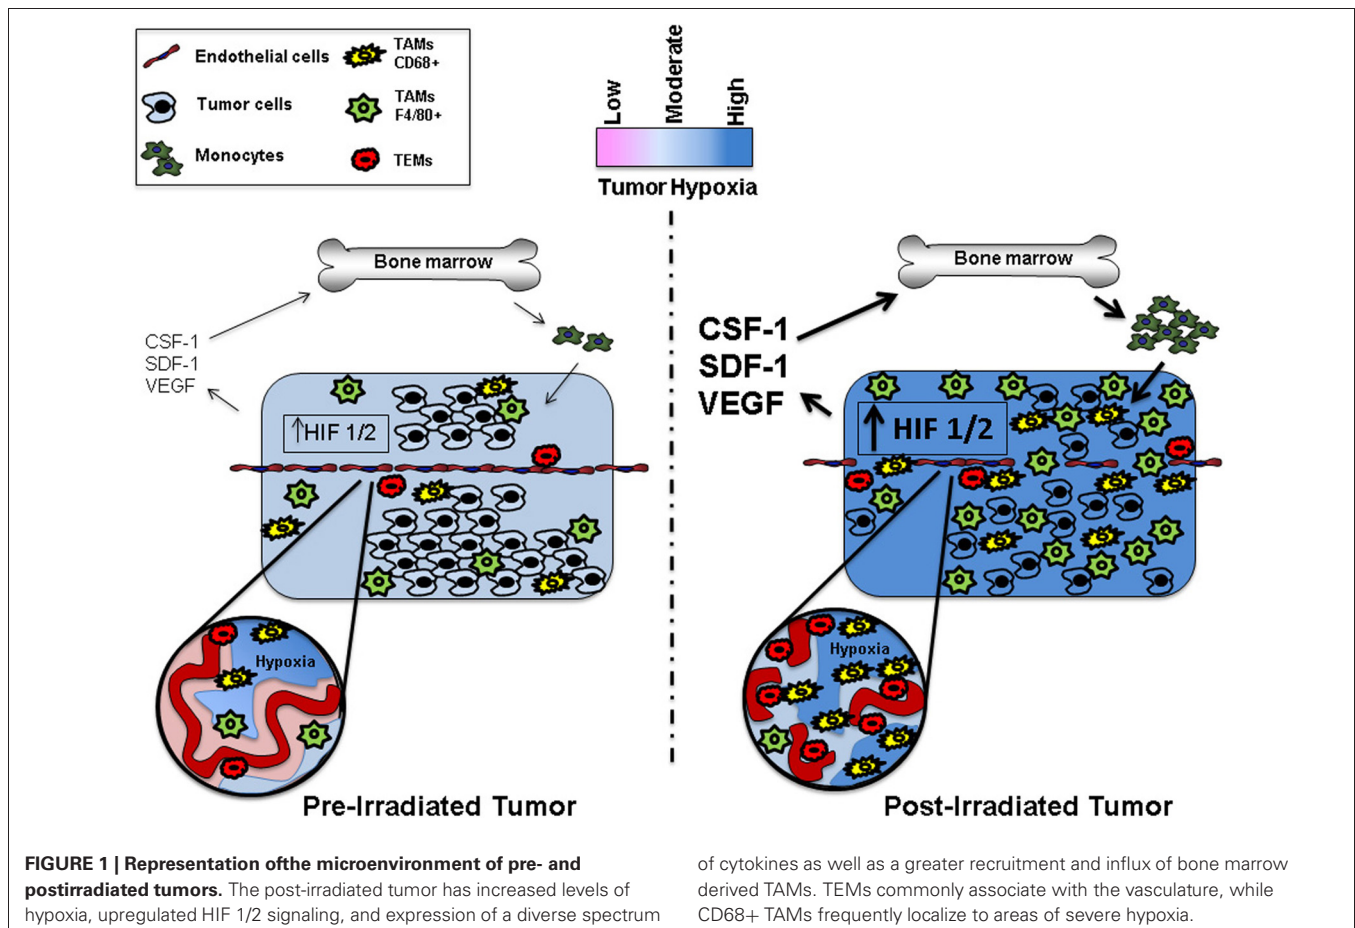 Endothelial cells
TAMs
CD68+
Tumor cells
TAMs
F4/80+
Monocytes
TEMs
Low
Moderate
High
Tumor Hypoxia
Bone marrow
CSF-1
SDF-1
VEGF
HIF 1/2
Hypoxia
Pre-Irradiated Tumor
Bone marrow
CSF-1
SDF-1
VEGF
HIF 1/2
Hypoxia
Post-Irradiated Tumor
FIGURE 1 | Representation ofthe microenvironment of pre- and
postirradiated tumors. The post-irradiated tumor has increased levels of
hypoxia, upregulated HIF 1/2 signaling, and expression of a diverse spectrum
of cytokines as well as a greater recruitment and influx of bone marrow
derived TAMs. TEMs commonly associate with the vasculature, while
CD68+ TAMs frequently localize to areas of severe hypoxia.